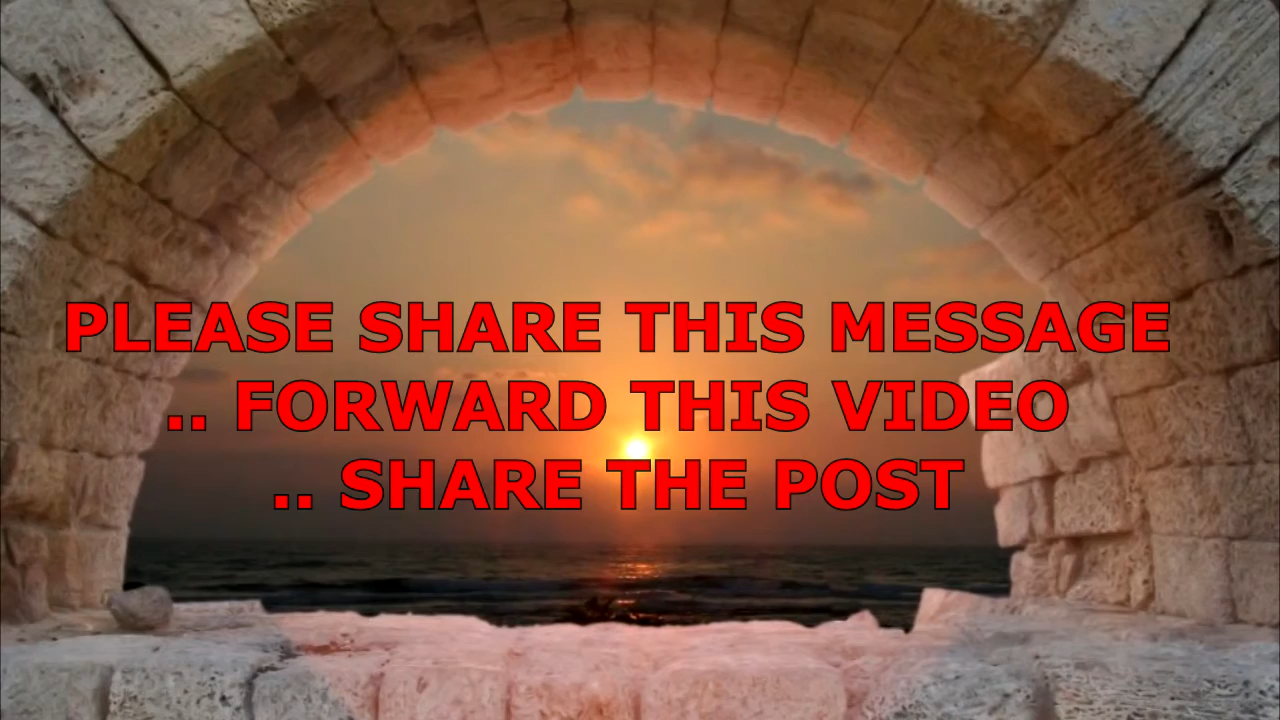 PLEASE SHARE THIS MESSAGE
.. FORWARD THIS VIDEO
.. SHARE THE POST